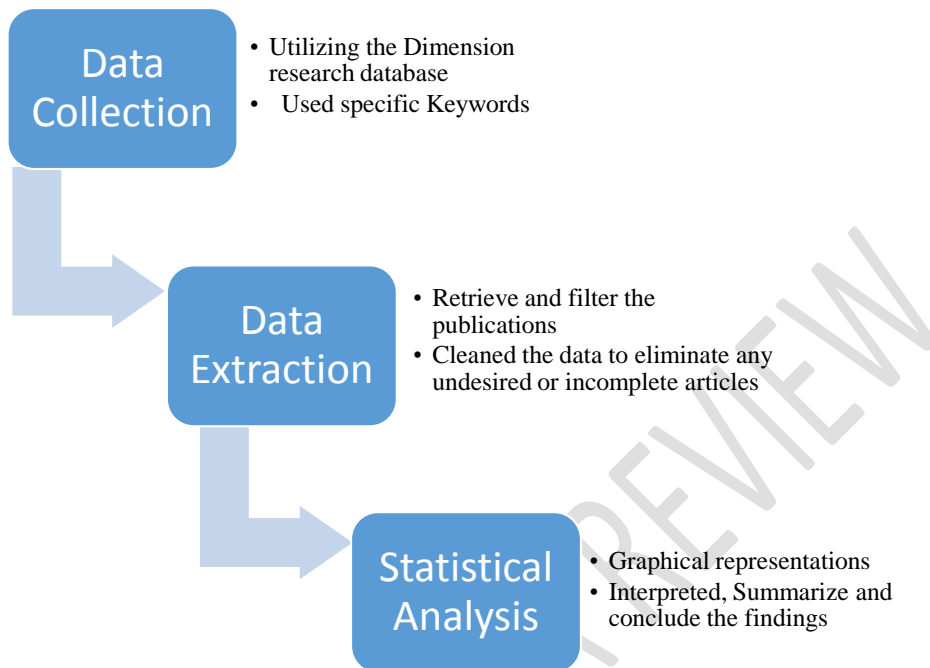 Data
Collection
• Utilizing the Dimension
research database
• Used specific Keywords
Data
Extraction
• Retrieve and filter the
publications
• Cleaned the data to eliminate any
undesired or incomplete articles
Statistical
Analysis
• Graphical representations
• Interpreted, Summarize and
conclude the findings
REVIEW